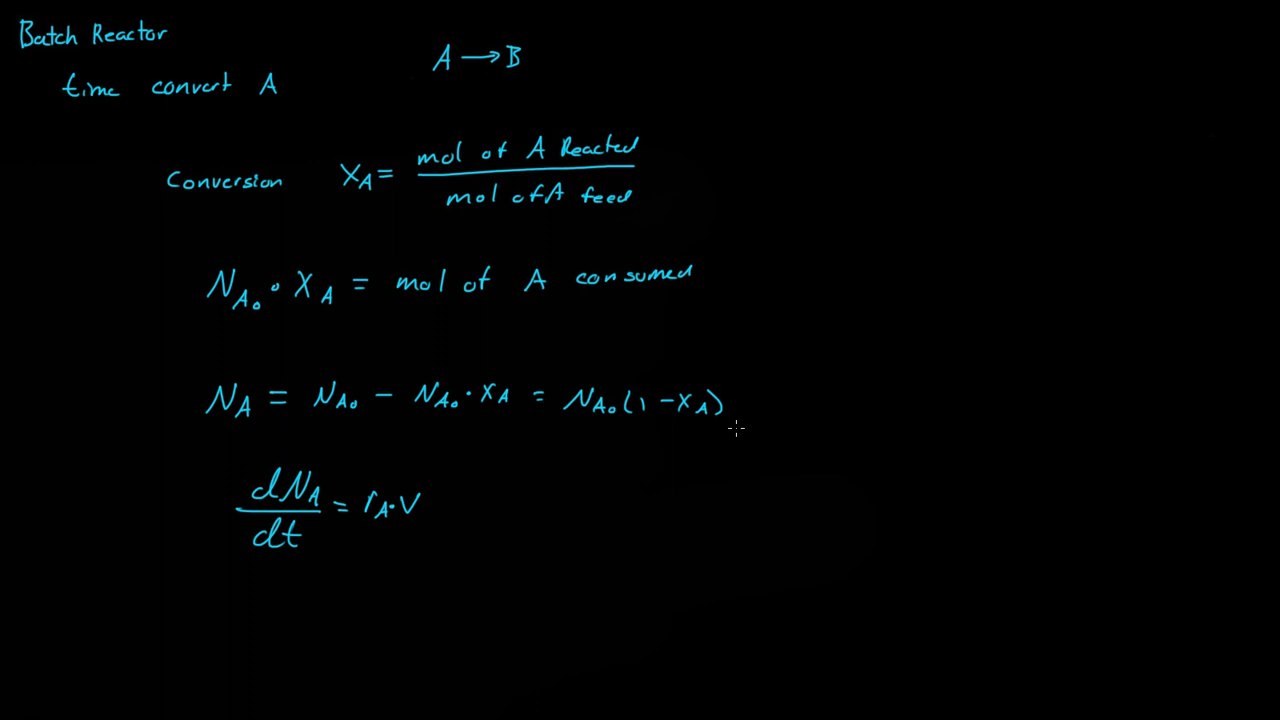 Batch Reactor
A → B
time convert A
Conversion X_A = mol of A Reacted / mol of A feed
N_A₀ · X_A = mol of A consumed
N_A = N_A₀ - N_A₀ · X_A = N_A₀ (1 - X_A)
dN_A / dt = r_A · V